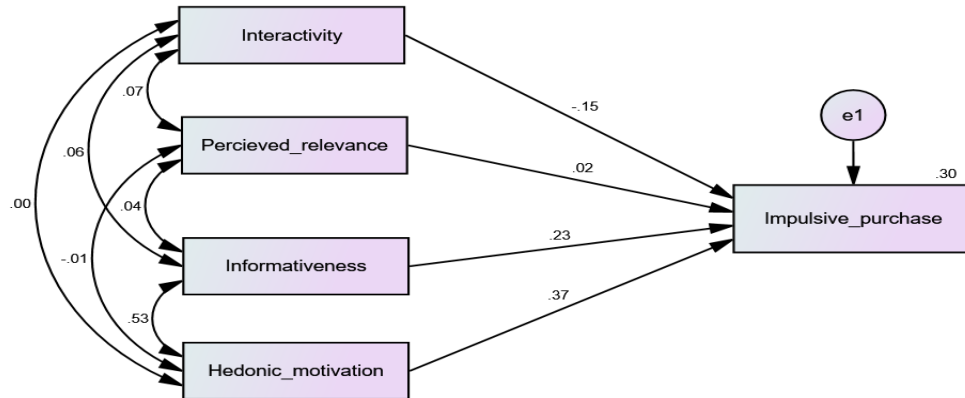 Interactivity
-.15
e1
.07
Percieved_relevance
.02
.30
.06
Impulsive_purchase
.00
.04
.23
-.01
Informativeness
.37
.53
Hedonic_motivation